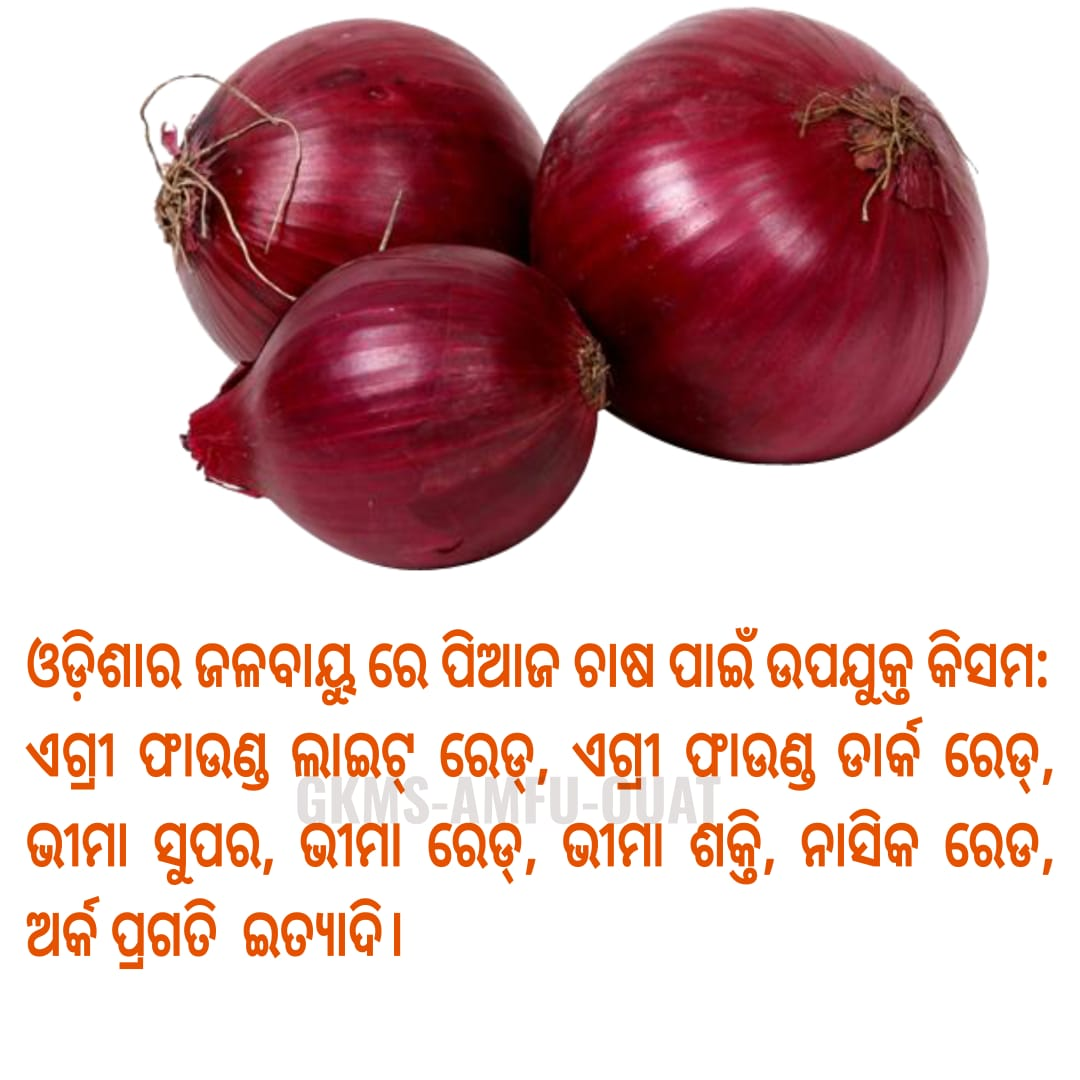 ଓଡ଼ିଶାର ଜଳବାୟୁ ରେ ପିଆଜ ଚାଷ ପାଇଁ ଉପଯୁକ୍ତ କିସମ:
ଏଗ୍ରୀ ଫାଉଣ୍ଡ ଲାଇଟ୍ ରେଡ୍, ଏଗ୍ରୀ ଫାଉଣ୍ଡ ଡାର୍କ ରେଡ୍,
GKMS-AMFU-OUAT
ଭୀମା ସୁପର, ଭୀମା ରେଡ୍, ଭୀମା ଶକ୍ତି, ନାସିକ ରେଡ,
ଅର୍କ ପ୍ରଗତି ଇତ୍ୟାଦି।